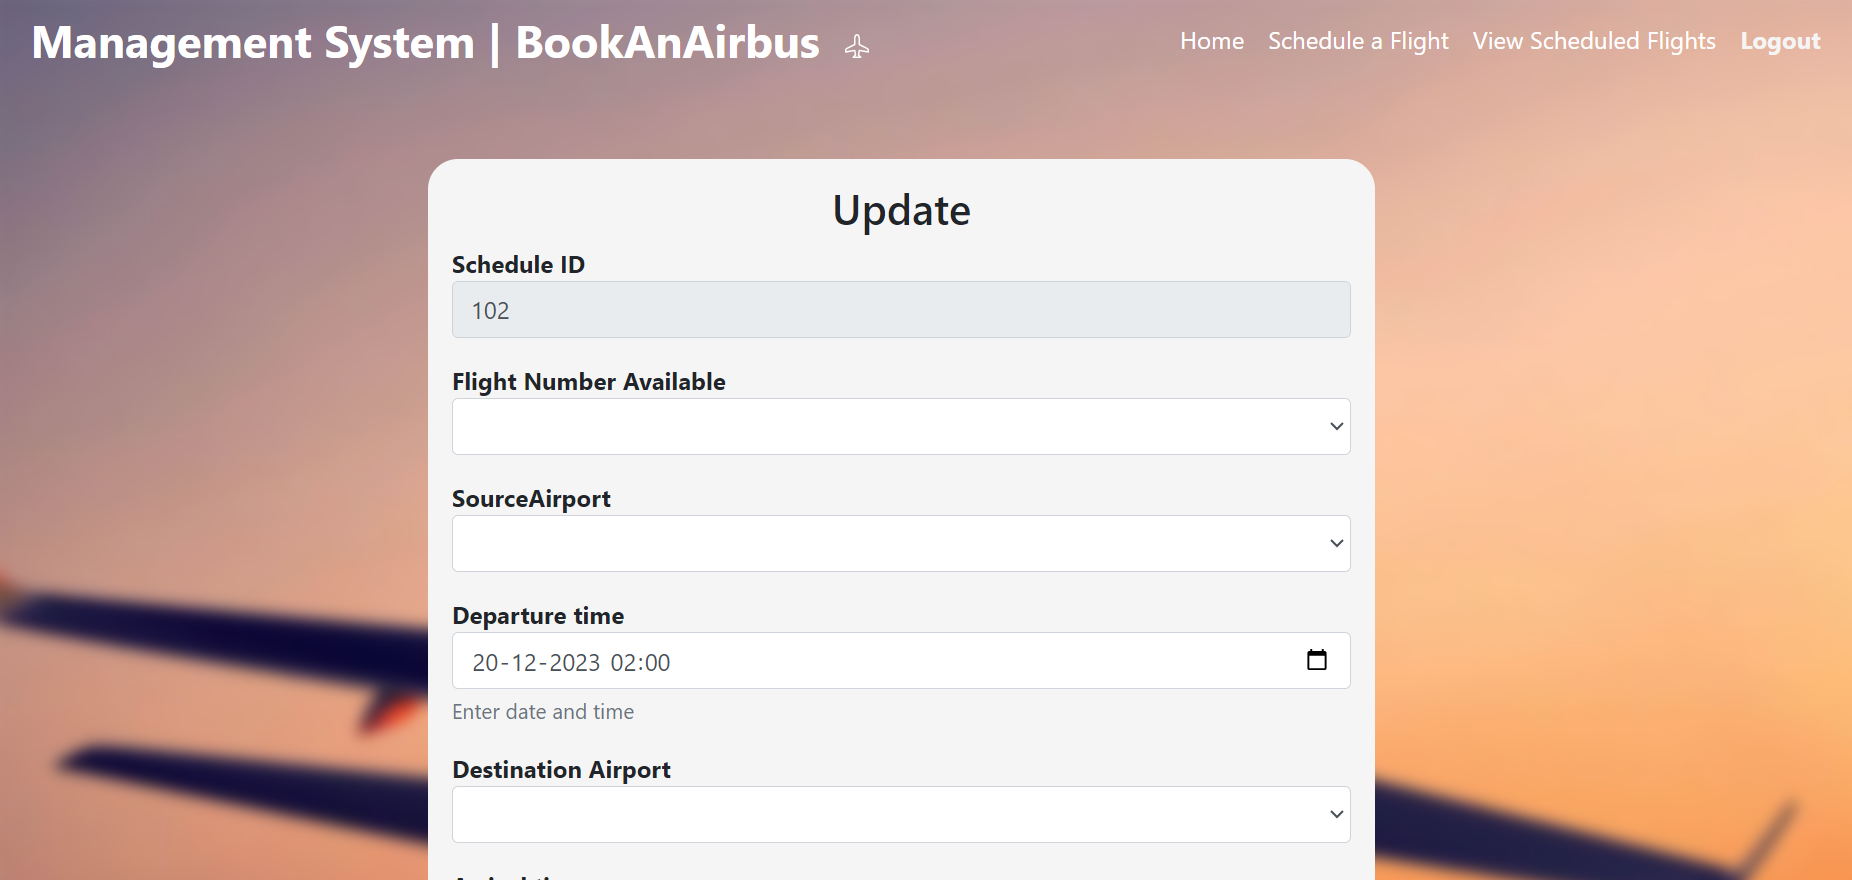 Management System | BookAnAirbus
Home Schedule a Flight View Scheduled Flights Logout
Update
Schedule ID
102
Flight Number Available
SourceAirport
Departure time
20-12-2023 02:00
Enter date and time
Destination Airport